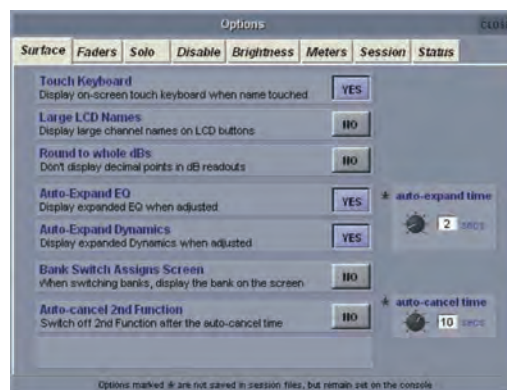 Options
CLOSE
Surface Faders Solo Disable Brightness Meters Session Status
Touch Keyboard
Display on-screen touch keyboard when name touched
YES
Large LCD Names
Display large channel names on LCD buttons
NO
Round to whole dBs
Don't display decimal points in dB readouts
NO
Auto-Expand EQ
Display expanded EQ when adjusted
YES
* auto-expand time
2 secs
Auto-Expand Dynamics
Display expanded Dynamics when adjusted
YES
Bank Switch Assigns Screen
When switching banks, display the bank on the screen
NO
Auto-cancel 2nd Function
Switch off 2nd Function after the auto-cancel time
NO
* auto-cancel time
10 secs
Options marked * are not saved in session files, but remain set on the console